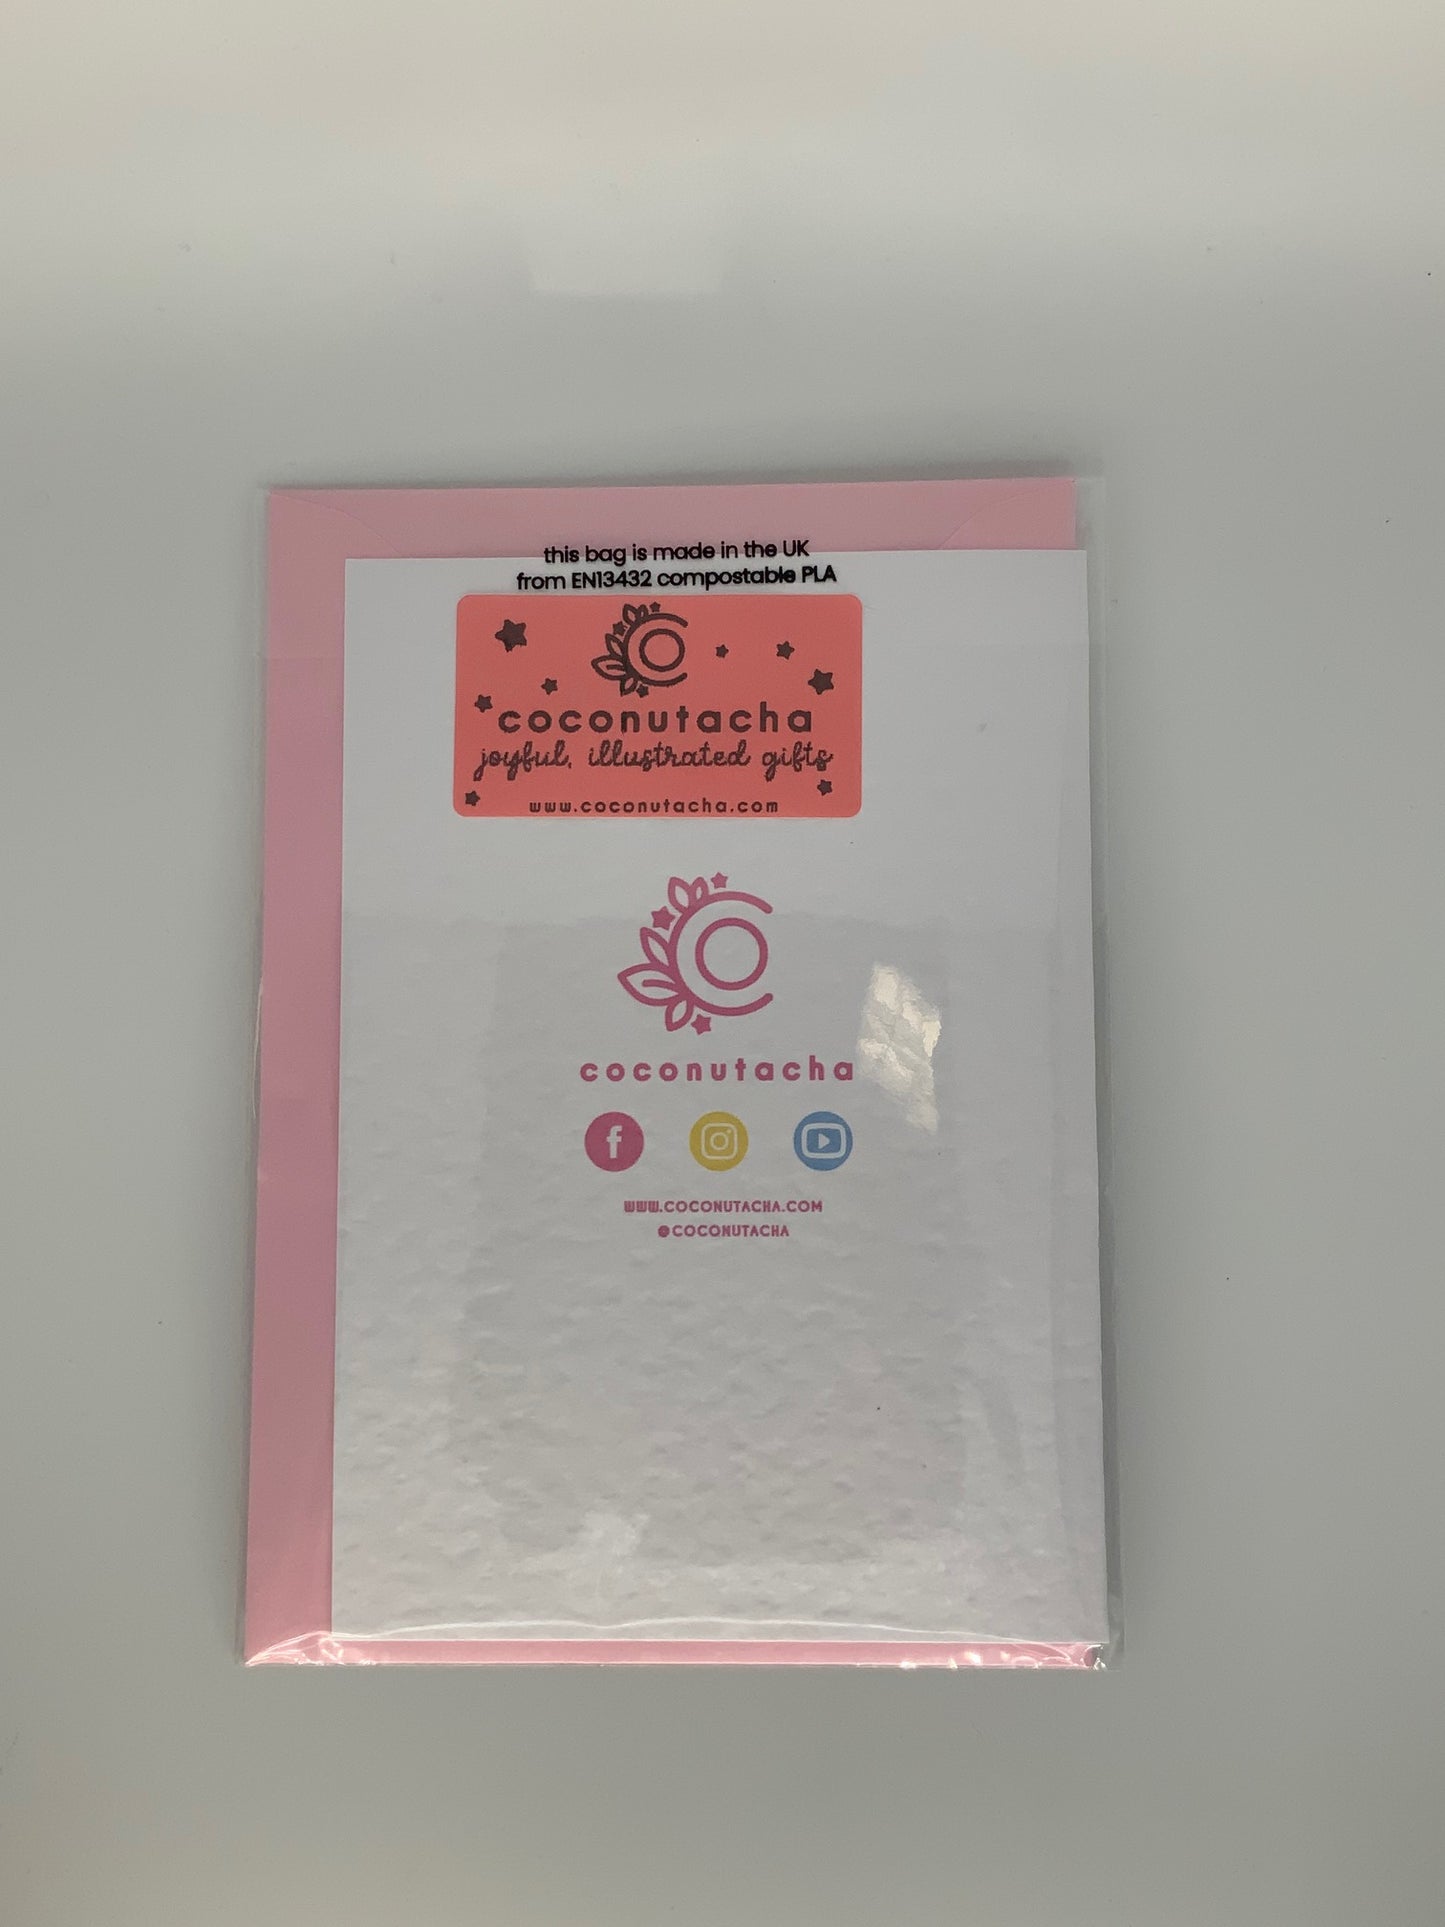 this bag is made in the UK
from EN13432 compostable PLA
coconutacha
joyful, illustrated gifts
www.coconutacha.com
coconutacha
WWW.COCONUTACHA.COM
@COCONUTACHA